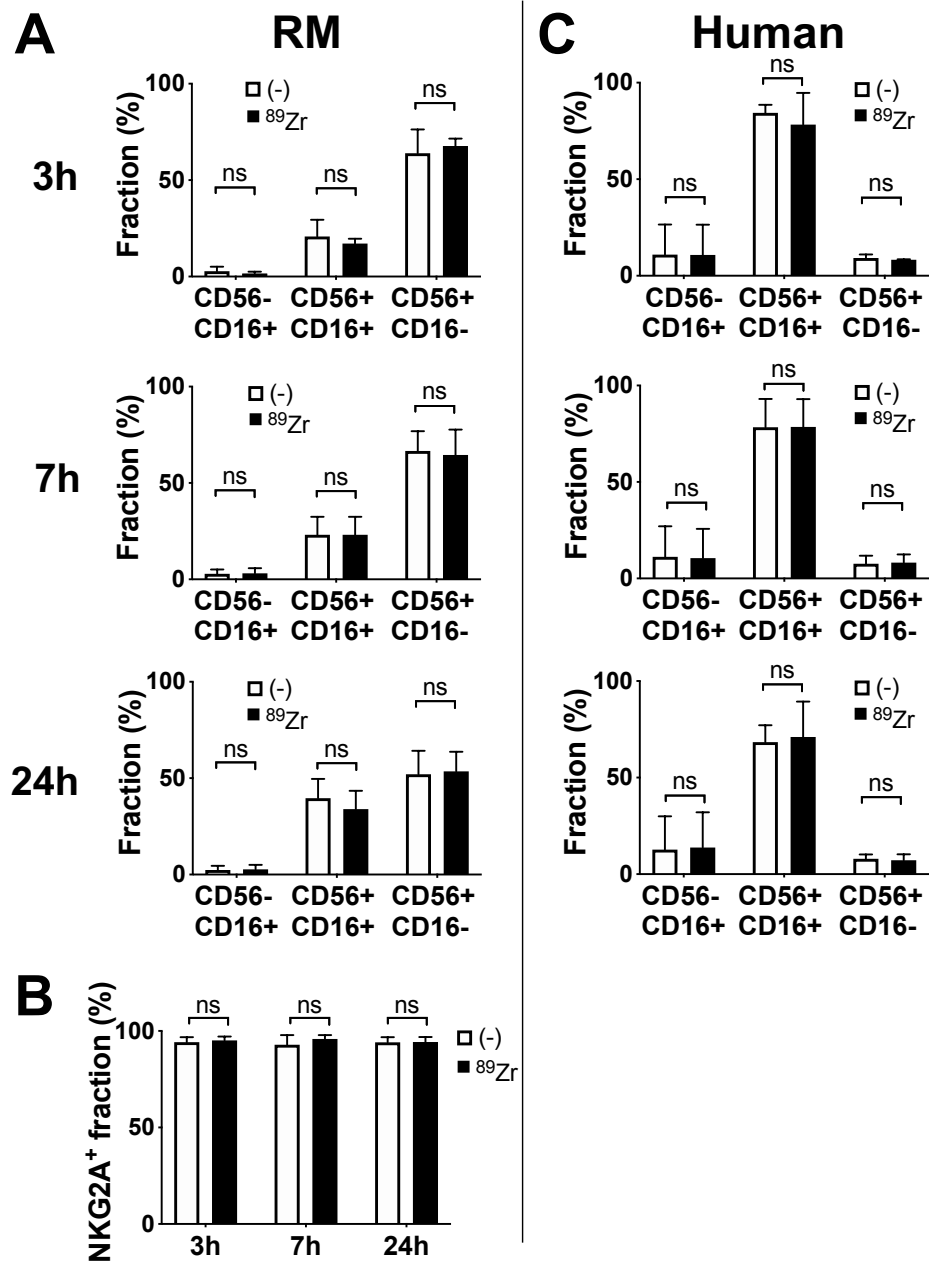 A
RM
3h
Fraction (%)
100
50
0
(-)
⁸⁹Zr
ns
ns
ns
CD56- CD56+ CD56+
CD16+ CD16+ CD16-
7h
Fraction (%)
100
50
0
(-)
⁸⁹Zr
ns
ns
ns
CD56- CD56+ CD56+
CD16+ CD16+ CD16-
24h
Fraction (%)
100
50
0
(-)
⁸⁹Zr
ns
ns
ns
CD56- CD56+ CD56+
CD16+ CD16+ CD16-
B
NKG2A⁺ fraction (%)
100
50
0
ns
ns
ns
(-)
⁸⁹Zr
3h 7h 24h
C
Human
Fraction (%)
100
50
0
(-)
⁸⁹Zr
ns
ns
ns
CD56- CD56+ CD56+
CD16+ CD16+ CD16-
Fraction (%)
100
50
0
(-)
⁸⁹Zr
ns
ns
ns
CD56- CD56+ CD56+
CD16+ CD16+ CD16-
Fraction (%)
100
50
0
(-)
⁸⁹Zr
ns
ns
ns
CD56- CD56+ CD56+
CD16+ CD16+ CD16-